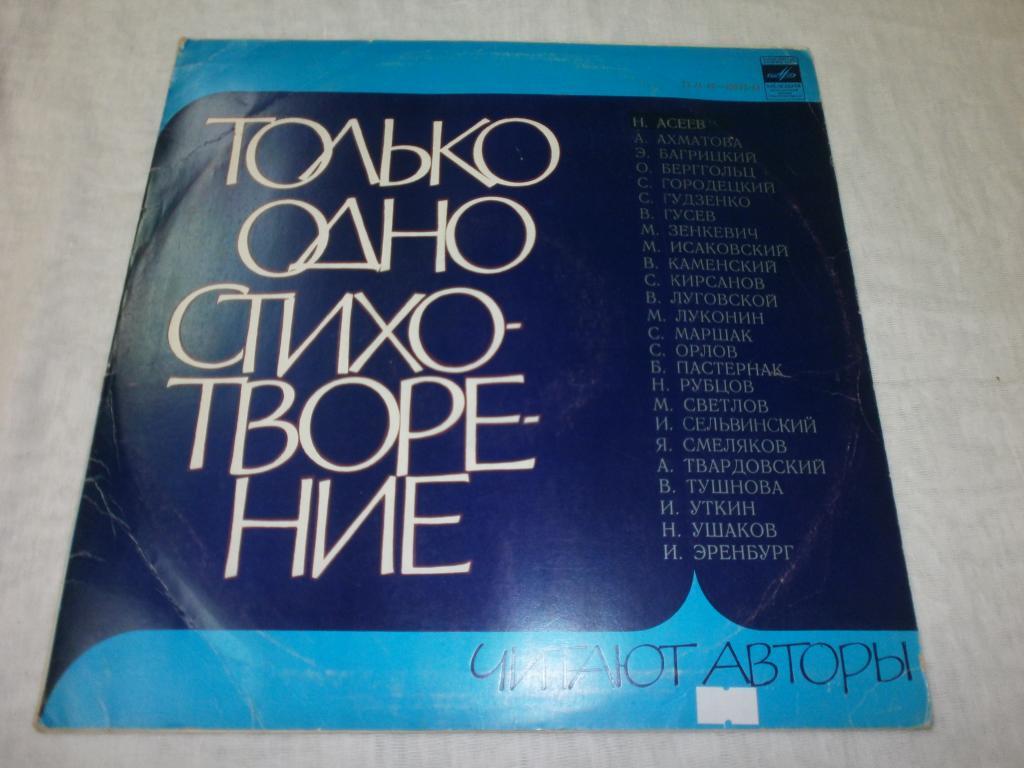 ТОЛЬКО
ОДНО
СТИХО-
ТВОРЕ-
НИЕ
Н. АСЕЕВ
А. АХМАТОВА
Э. БАГРИЦКИЙ
О. БЕРГГОЛЬЦ
С. ГОРОДЕЦКИЙ
С. ГУДЗЕНКО
В. ГУСЕВ
М. ЗЕНКЕВИЧ
М. ИСАКОВСКИЙ
В. КАМЕНСКИЙ
С. КИРСАНОВ
В. ЛУГОВСКОЙ
М. ЛУКОНИН
С. МАРШАК
С. ОРЛОВ
Б. ПАСТЕРНАК
Н. РУБЦОВ
М. СВЕТЛОВ
И. СЕЛЬВИНСКИЙ
Я. СМЕЛЯКОВ
А. ТВАРДОВСКИЙ
В. ТУШНОВА
И. УТКИН
Н. УШАКОВ
И. ЭРЕНБУРГ
ЧИТАЮТ АВТОРЫ